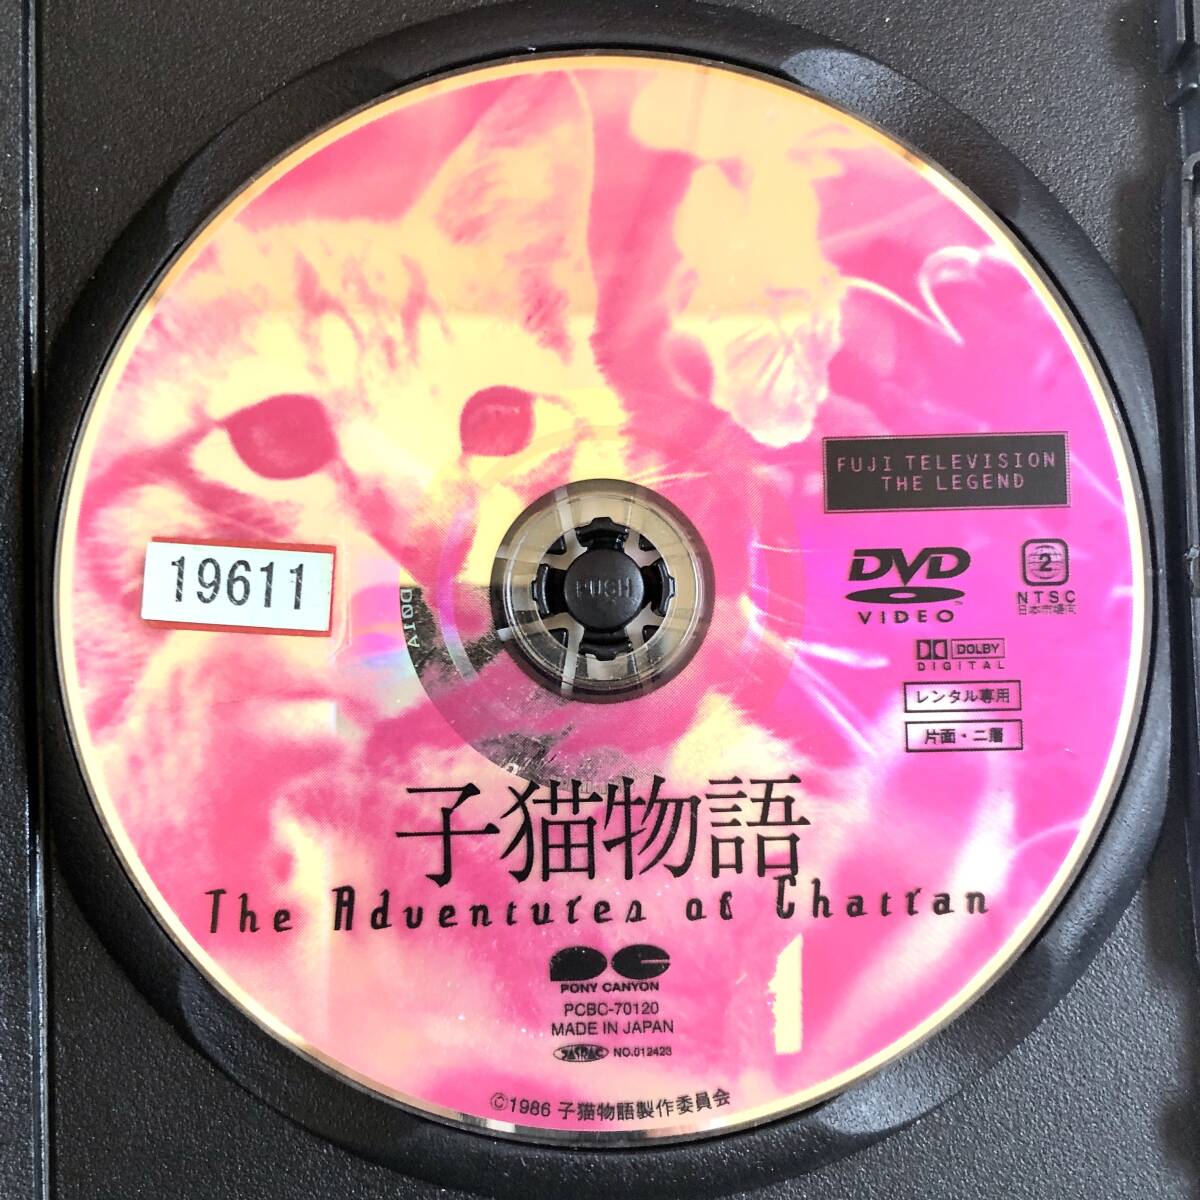 FUJI TELEVISION
THE LEGEND
DVD
VIDEO
2
NTSC
日本市場向
DOLBY
DIGITAL
レンタル専用
片面・二層
19611
PUSH
子猫物語
The Adventures of Chatran
PONY CANYON
PCBC-70120
MADE IN JAPAN
JASRAC NO.012423
©1986 子猫物語製作委員会